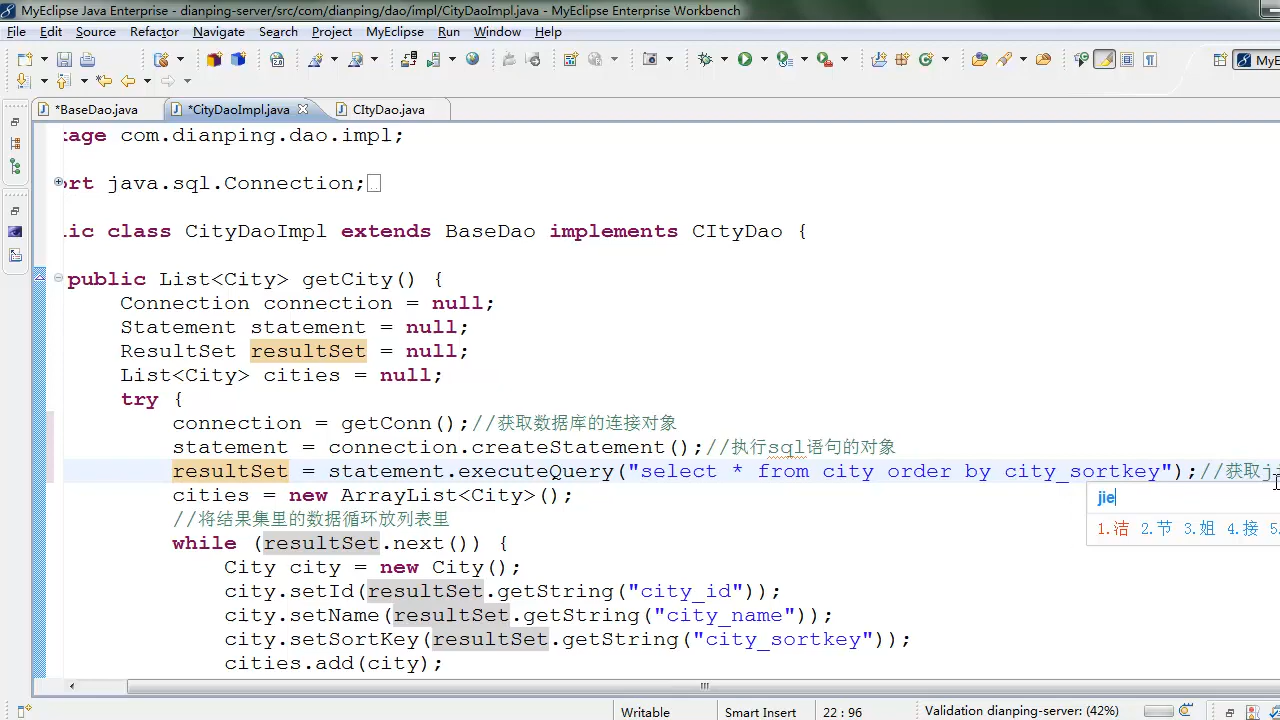 MyEclipse Java Enterprise - dianping-server/src/com/dianping/dao/impl/CityDaoImpl.java - MyEclipse Enterprise Workbench
File Edit Source Refactor Navigate Search Project MyEclipse Run Window Help
*BaseDao.java *CityDaoImpl.java CItyDao.java
kage com.dianping.dao.impl;
ort java.sql.Connection;
lic class CityDaoImpl extends BaseDao implements CItyDao {
public List<City> getCity() {
Connection connection = null;
Statement statement = null;
ResultSet resultSet = null;
List<City> cities = null;
try {
connection = getConn();//获取数据库的连接对象
statement = connection.createStatement();//执行sql语句的对象
resultSet = statement.executeQuery("select * from city order by city_sortkey");//获取
cities = new ArrayList<City>();
jie
//将结果集里的数据循环放列表里
1.洁 2.节 3.姐 4.接 5.
while (resultSet.next()) {
City city = new City();
city.setId(resultSet.getString("city_id"));
city.setName(resultSet.getString("city_name"));
city.setSortKey(resultSet.getString("city_sortkey"));
cities.add(city);
Writable Smart Insert 22 : 96 Validation dianping-server: (42%)